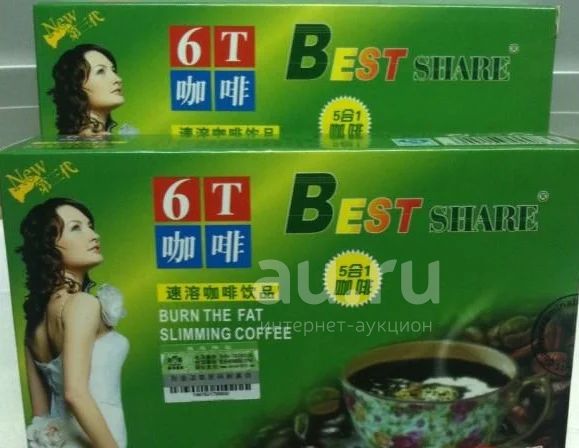 New
第三代
6 T
咖 啡
BEST SHARE®
5合1
咖啡
速溶咖啡饮品
New
第三代
6 T
咖 啡
BEST SHARE®
5合1
咖啡
速溶咖啡饮品
BURN THE FAT
SLIMMING COFFEE
au.ru
интернет-аукцион